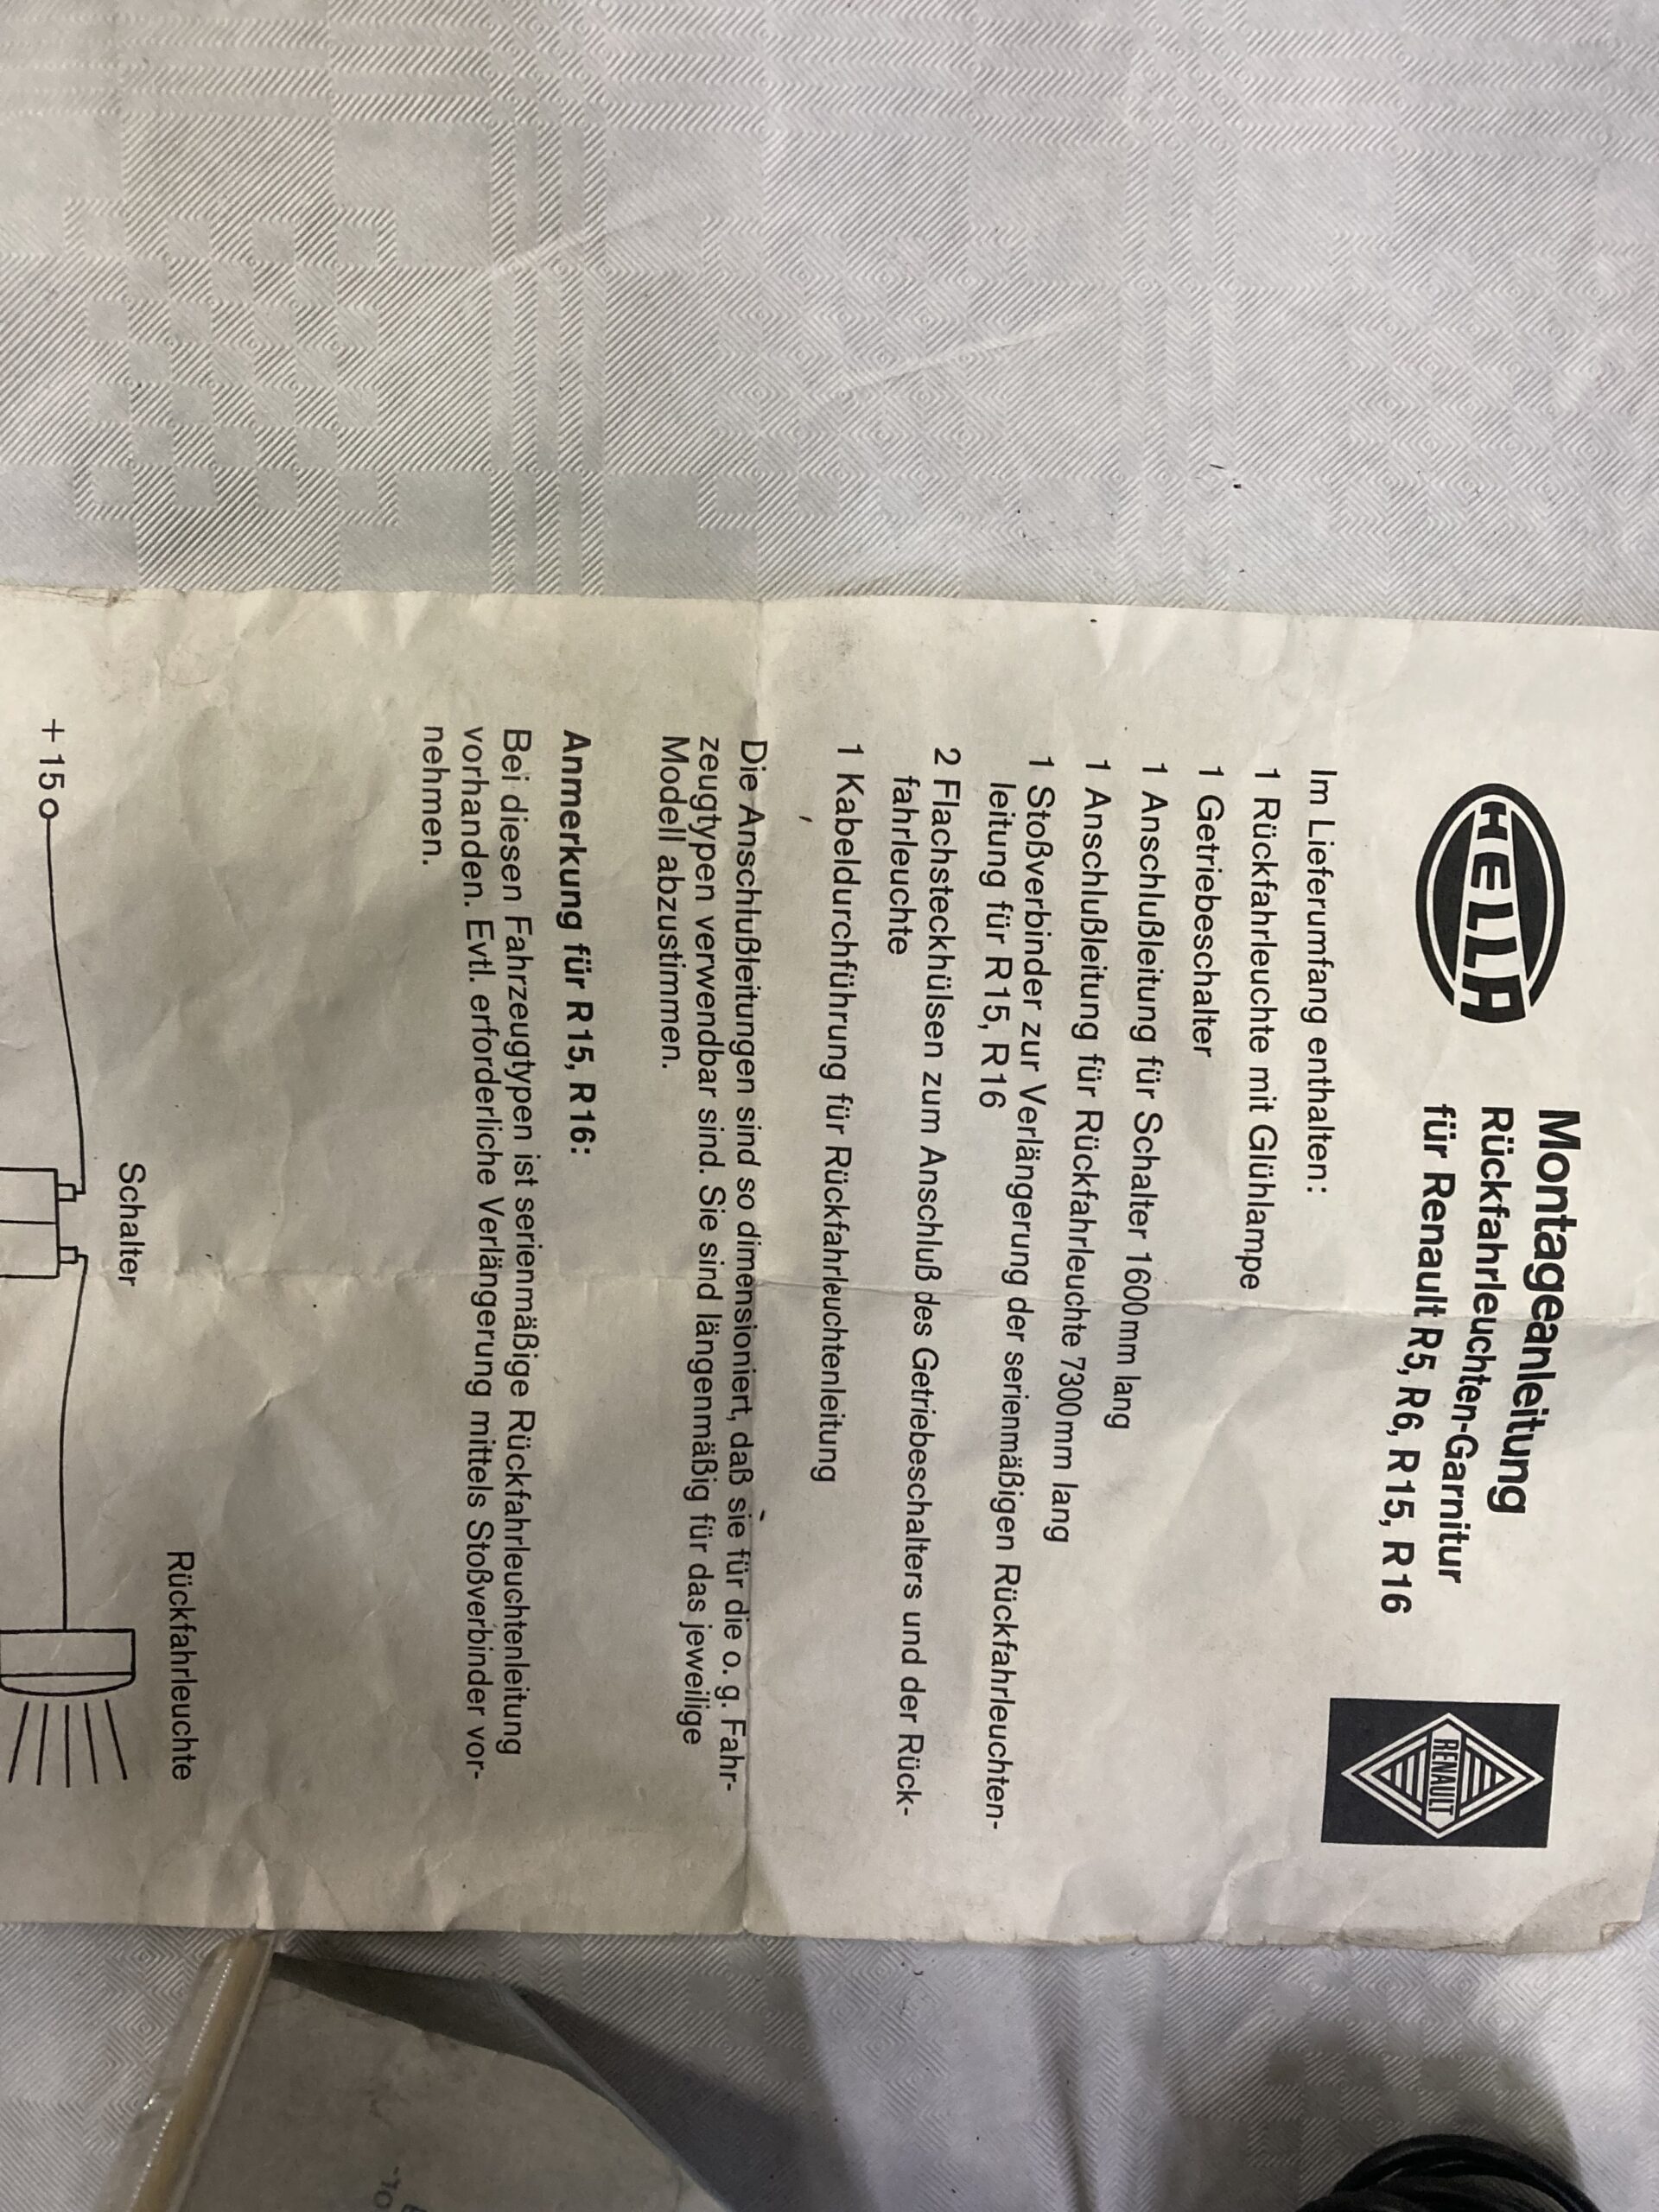 HELLA
Montageanleitung
Rückfahrleuchten-Garnitur
für Renault R5, R6, R15, R16
RENAULT
Im Lieferumfang enthalten:
1 Rückfahrleuchte mit Glühlampe
1 Getriebeschalter
1 Anschlußleitung für Schalter 1600 mm lang
1 Anschlußleitung für Rückfahrleuchte 7300 mm lang
1 Stoßverbinder zur Verlängerung der serienmäßigen Rückfahrleuchten-
leitung für R15, R16
2 Flachsteckhülsen zum Anschluß des Getriebeschalters und der Rück-
fahrleuchte
1 Kabeldurchführung für Rückfahrleuchtenleitung
Die Anschlußleitungen sind so dimensioniert, daß sie für die o. g. Fahr-
zeugtypen verwendbar sind. Sie sind längenmäßig für das jeweilige
Modell abzustimmen.
Anmerkung für R15, R16:
Bei diesen Fahrzeugtypen ist serienmäßige Rückfahrleuchtenleitung
vorhanden. Evtl. erforderliche Verlängerung mittels Stoßverbinder vor-
nehmen.
Rückfahrleuchte
Schalter
+15